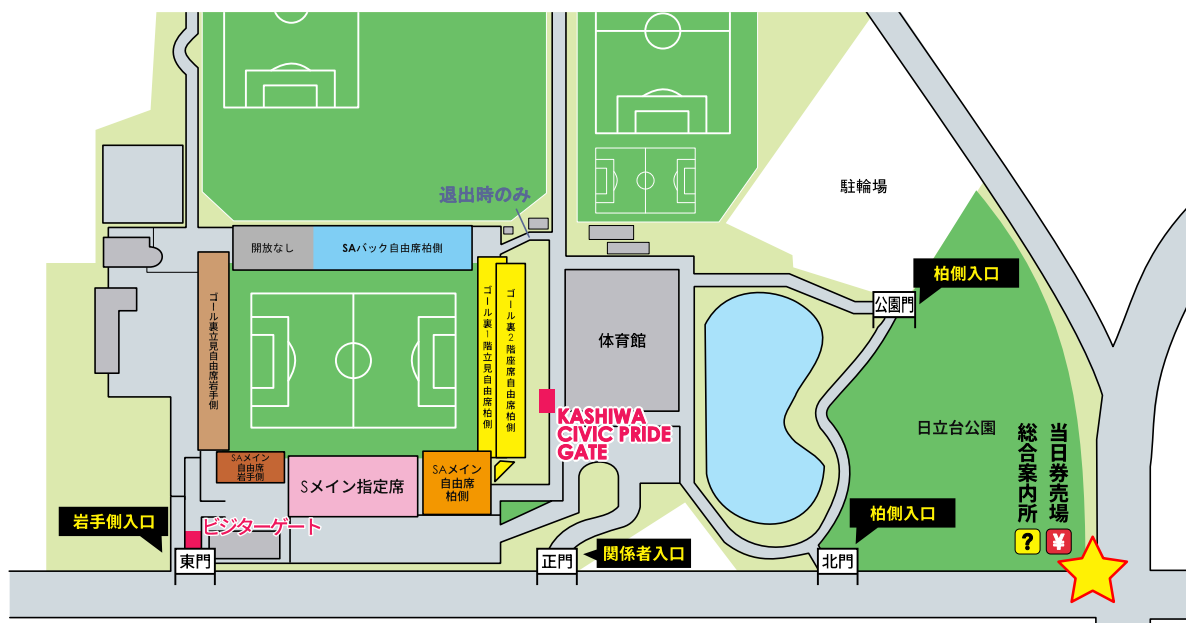 退出時のみ
駐輪場
開放なし
SAバック自由席柏側
柏側入口
公園門
ゴール裏立見自由席岩手側
ゴール裏1階立見自由席柏側
ゴール裏2階座席自由席柏側
体育館
KASHIWA
CIVIC PRIDE
GATE
日立台公園
当日券売場
総合案内所
SAメイン
自由席
岩手側
Sメイン指定席
SAメイン
自由席
柏側
岩手側入口
ビジターゲート
柏側入口
?
¥
東門
正門
関係者入口
北門